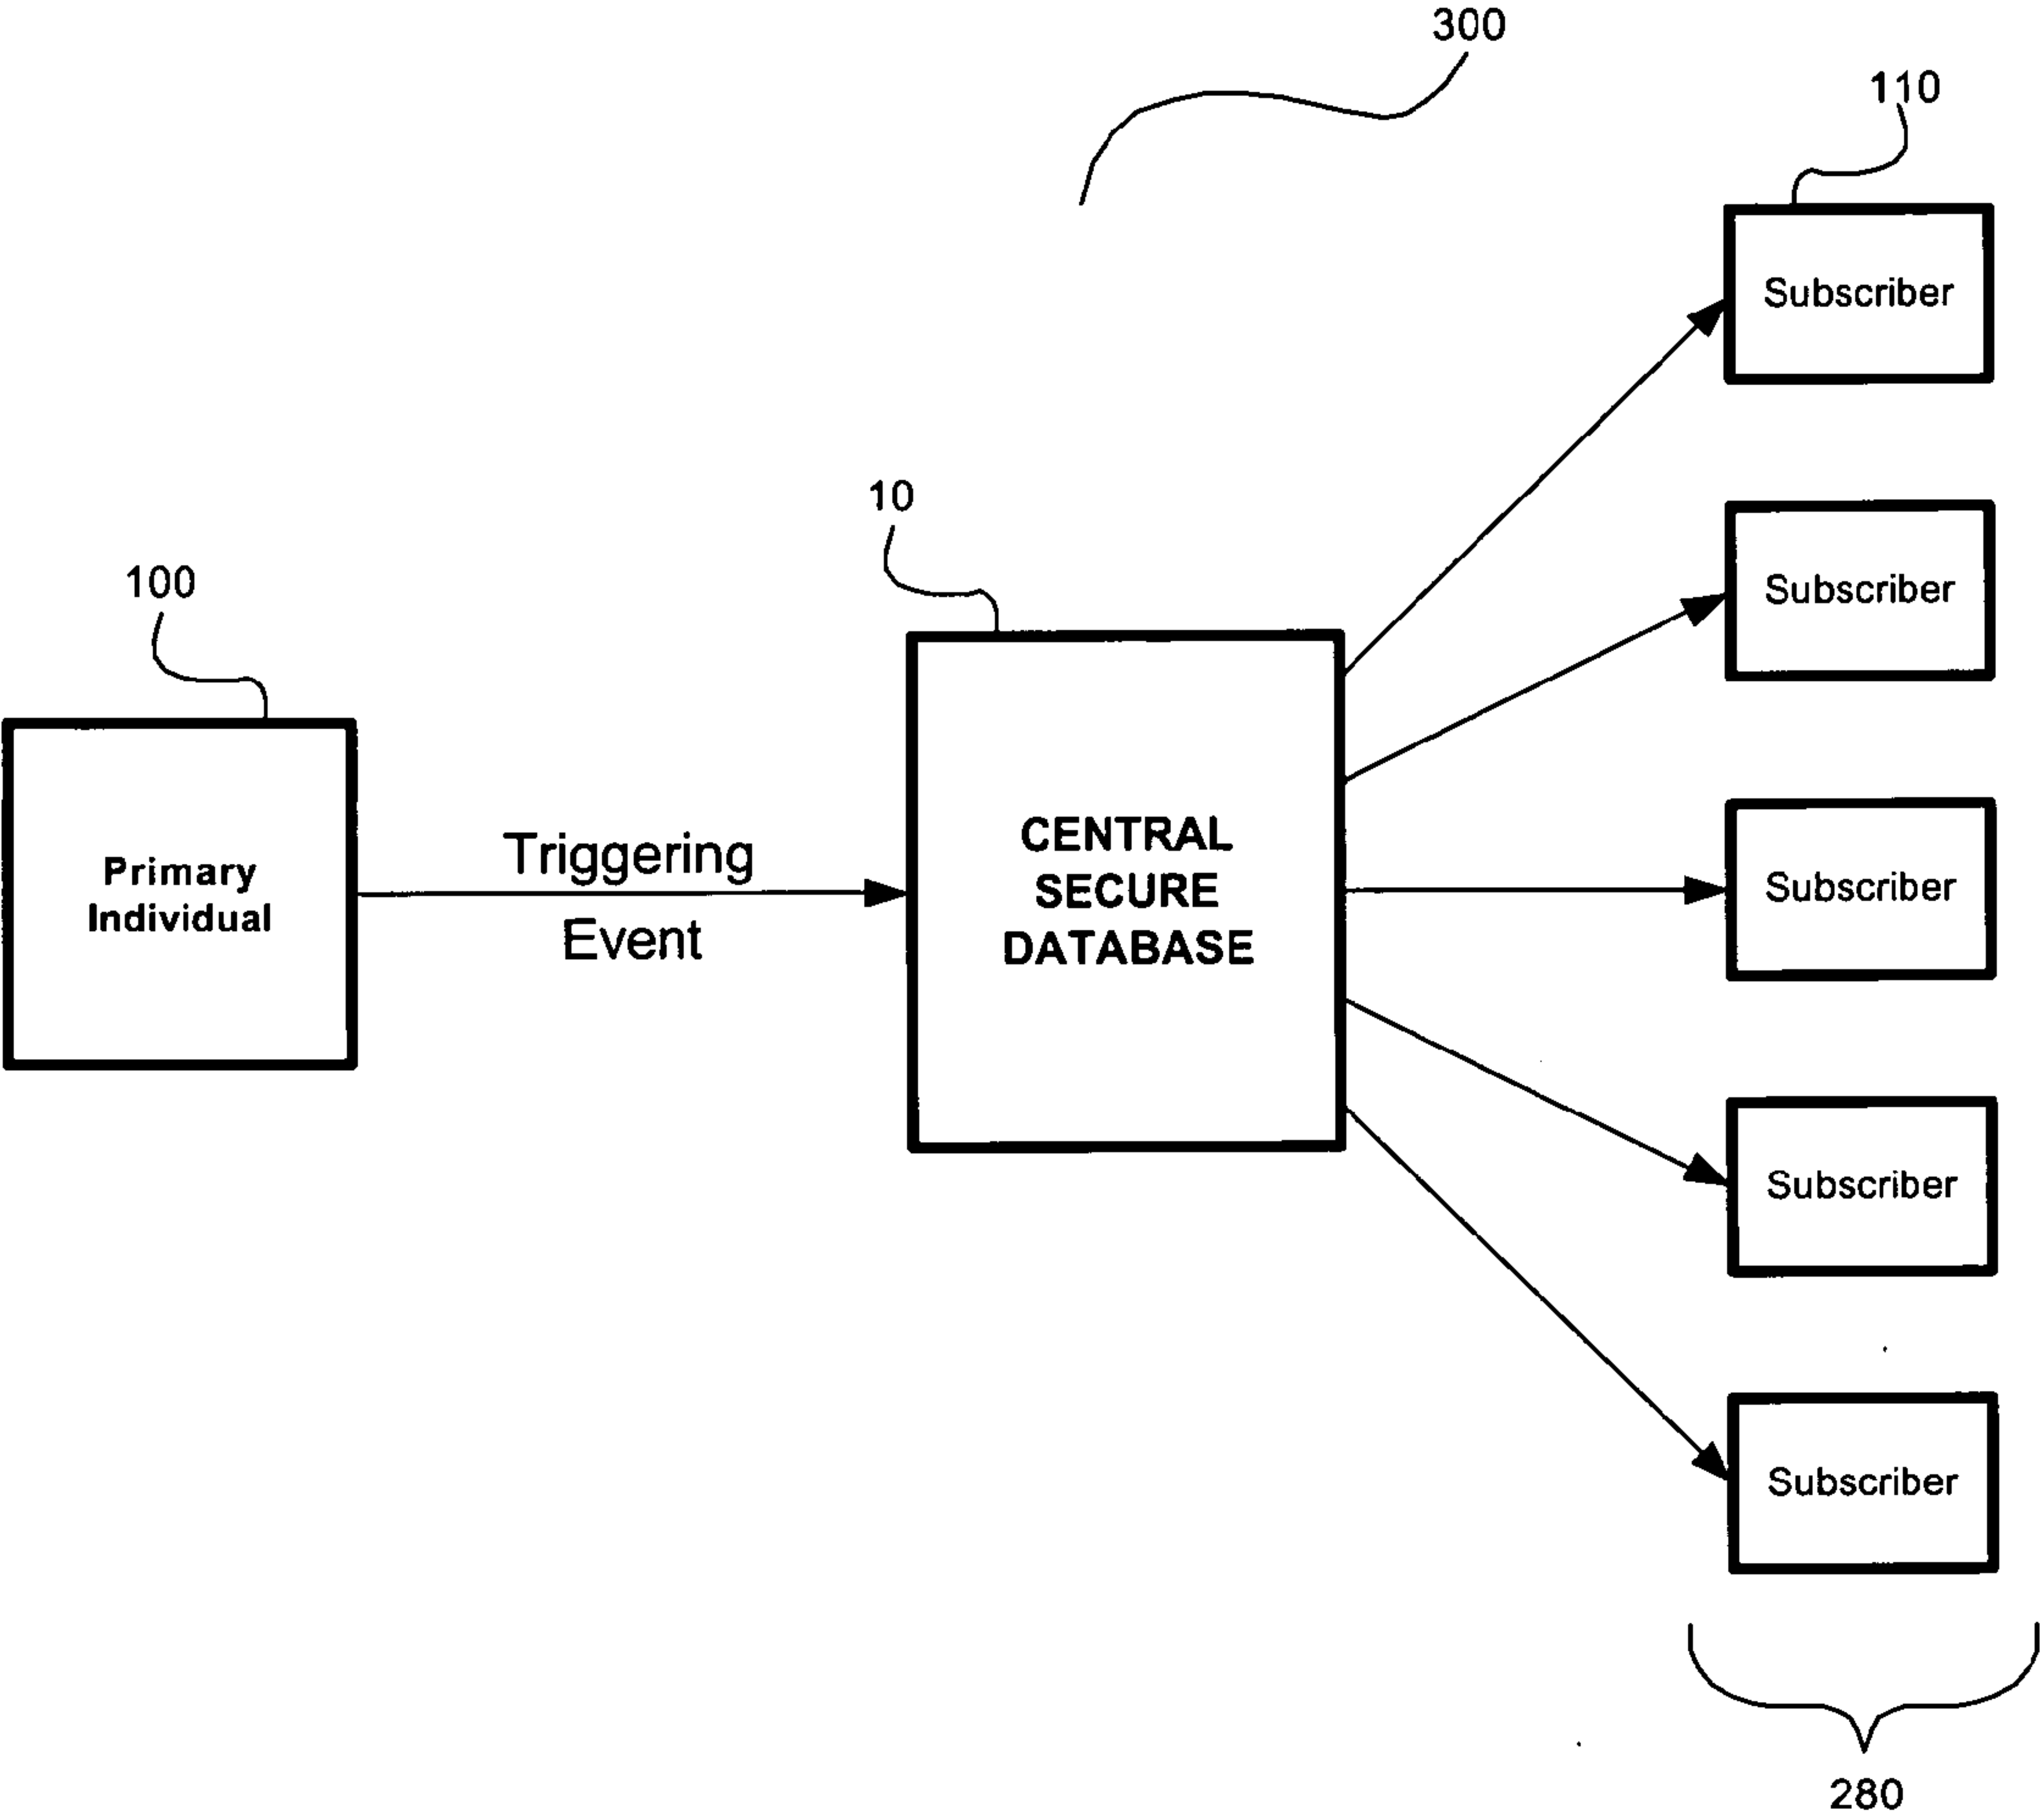 300
110
Subscriber
10
Subscriber
100
CENTRAL
SECURE
DATABASE
Triggering
Event
Primary
Individual
Subscriber
Subscriber
Subscriber
280